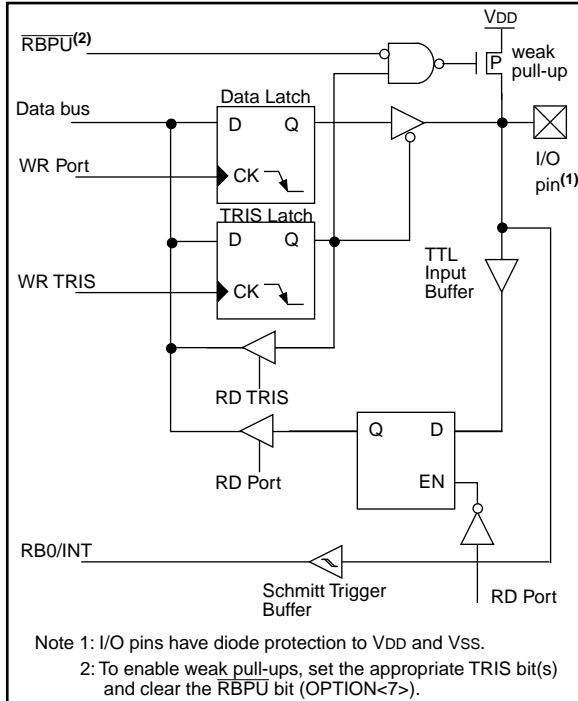 VDD
R̅B̅P̅U̅(2)
P
weak
pull-up
Data bus
Data Latch
D Q
WR Port
CK
I/O
pin(1)
TRIS Latch
D Q
TTL
Input
Buffer
WR TRIS
CK
RD TRIS
Q D
RD Port
EN
RB0/INT
Schmitt Trigger
Buffer
RD Port
Note 1: I/O pins have diode protection to VDD and VSS.
2: To enable weak pull-ups, set the appropriate TRIS bit(s)
and clear the R̅B̅P̅U̅ bit (OPTION<7>).